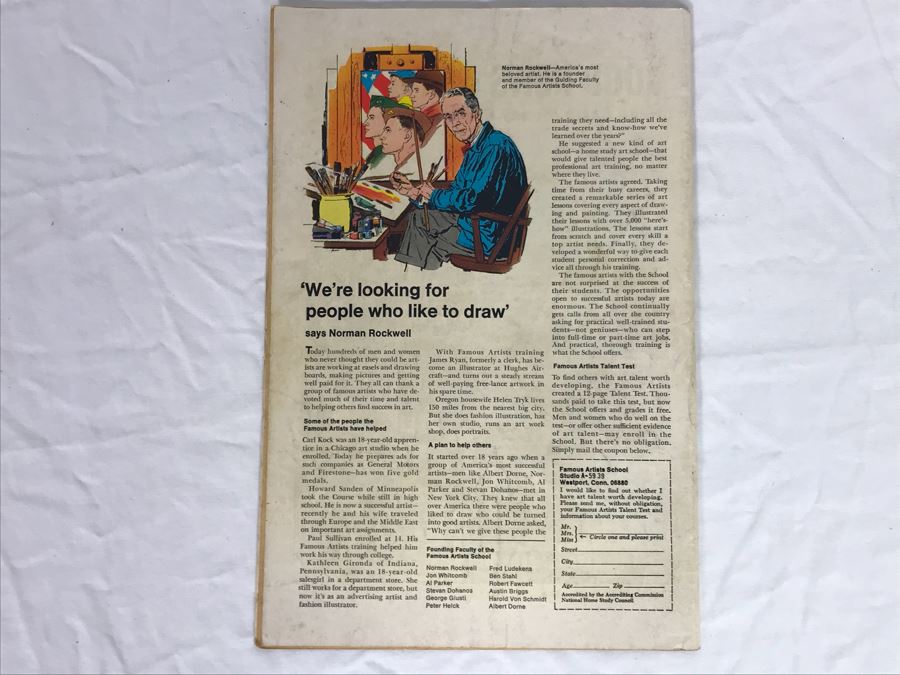 Norman Rockwell—America's most
beloved artist. He is a founder
and member of the Guiding Faculty
of the Famous Artists School.
'We're looking for
people who like to draw'
says Norman Rockwell
Today hundreds of men and women
who never thought they could be art-
ists are working at easels and drawing
boards, making pictures and getting
well paid for it. They all can thank a
group of famous artists who have de-
voted much of their time and talent
to helping others find success in art.
Some of the people the
Famous Artists have helped
Carl Kock was an 18-year-old appren-
tice in a Chicago art studio when he
enrolled. Today he prepares ads for
such companies as General Motors
and Firestone—has won five gold
medals.
Howard Sanden of Minneapolis
took the Course while still in high
school. He is now a successful artist—
recently he and his wife traveled
through Europe and the Middle East
on important art assignments.
Paul Sullivan enrolled at 14. His
Famous Artists training helped him
work his way through college.
Kathleen Gironda of Indiana,
Pennsylvania, was an 18-year-old
salesgirl in a department store. She
still works for a department store, but
now it's as an advertising artist and
fashion illustrator.
With Famous Artists training
James Ryan, formerly a clerk, has be-
come an illustrator at Hughes Air-
craft—and turns out a steady stream
of well-paying free-lance artwork in
his spare time.
Oregon housewife Helen Tryk lives
150 miles from the nearest big city.
But she does fashion illustration, has
her own studio, runs an art work
shop, does portraits.
A plan to help others
It started over 18 years ago when a
group of America's most successful
artists—men like Albert Dorne, Nor-
man Rockwell, Jon Whitcomb, Al
Parker and Stevan Dohanos—met in
New York City. They knew that all
over America there were people who
liked to draw who could be turned
into good artists. Albert Dorne asked,
"Why can't we give these people the
Founding Faculty of the
Famous Artists School
Norman Rockwell
Jon Whitcomb
Al Parker
Stevan Dohanos
George Giusti
Peter Helck
Fred Ludekens
Ben Stahl
Robert Fawcett
Austin Briggs
Harold Von Schmidt
Albert Dorne
training they need—including all the
trade secrets and know-how we've
learned over the years?"
He suggested a new kind of art
school—a home study art school—that
would give talented people the best
professional art training, no matter
where they live.
The famous artists agreed. Taking
time from their busy careers, they
created a remarkable series of art
lessons covering every aspect of draw-
ing and painting. They illustrated
their lessons with over 5,000 "here's-
how" illustrations. The lessons start
from scratch and cover every skill a
top artist needs. Finally, they de-
veloped a wonderful way to give each
student personal correction and ad-
vice all through his training.
The famous artists with the School
are not surprised at the success of
their students. The opportunities
open to successful artists today are
enormous. The School continually
gets calls from all over the country
asking for practical well-trained stu-
dents—not geniuses—who can step
into full-time or part-time art jobs.
And practical, thorough training is
what the School offers.
Famous Artists Talent Test
To find others with art talent worth
developing, the Famous Artists
created a 12-page Talent Test. Thou-
sands paid to take this test, but now
the School offers and grades it free.
Men and women who do well on the
test—or offer other sufficient evidence
of art talent—may enroll in the
School. But there's no obligation.
Simply mail the coupon below.
Famous Artists School
Westport, Conn. 06880
I would like to find out whether I
have art talent worth developing.
Please send me, without obligation,
your Famous Artists Talent Test and
information about your courses.
Mr.
Mrs.
Miss ← Circle one and please print
Street
City
State
Age Zip
Accredited by the Accrediting Commission
National Home Study Council.